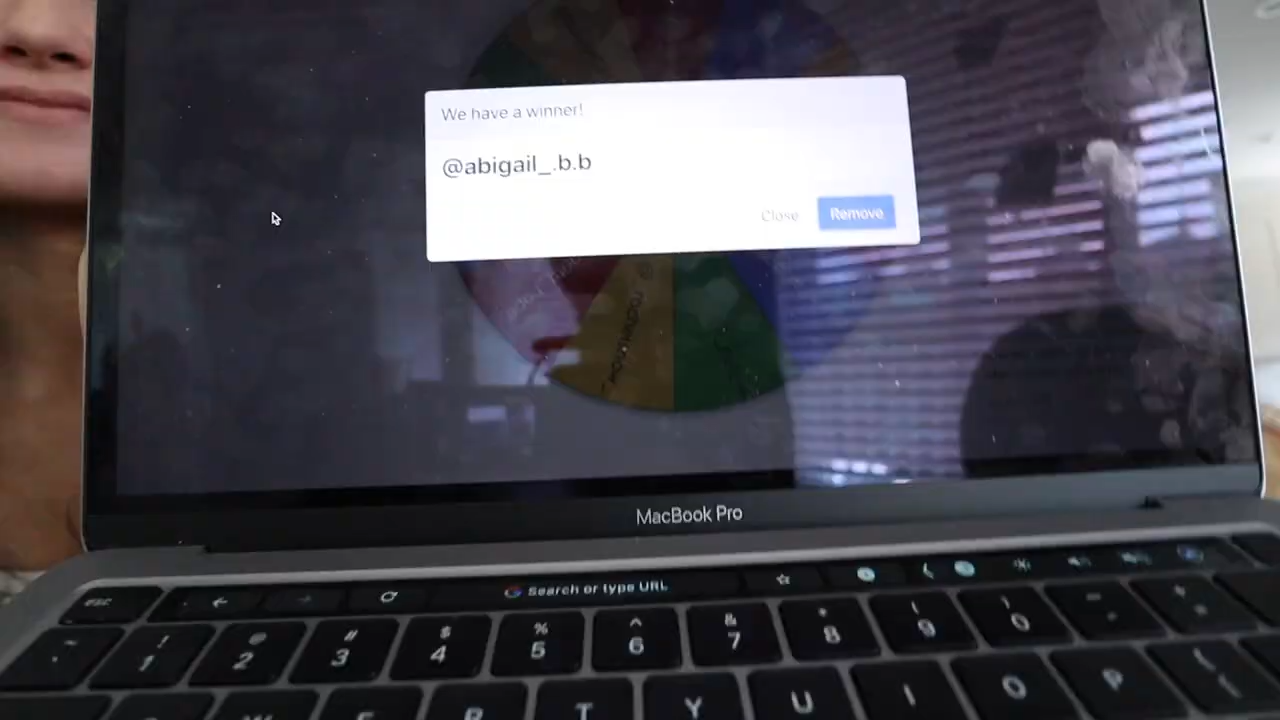 We have a winner!
@abigail_.b.b
Close Remove
MacBook Pro
esc Search or type URL
! @ # $ % ^ & * ( )
1 2 3 4 5 6 7 8 9 0
R T Y U I O P